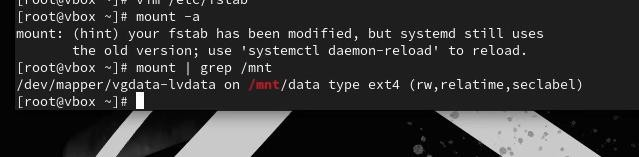 [root@vbox ~]# vim /etc/fstab
[root@vbox ~]# mount -a
mount: (hint) your fstab has been modified, but systemd still uses
       the old version; use 'systemctl daemon-reload' to reload.
[root@vbox ~]# mount | grep /mnt
/dev/mapper/vgdata-lvdata on /mnt/data type ext4 (rw,relatime,seclabel)
[root@vbox ~]#